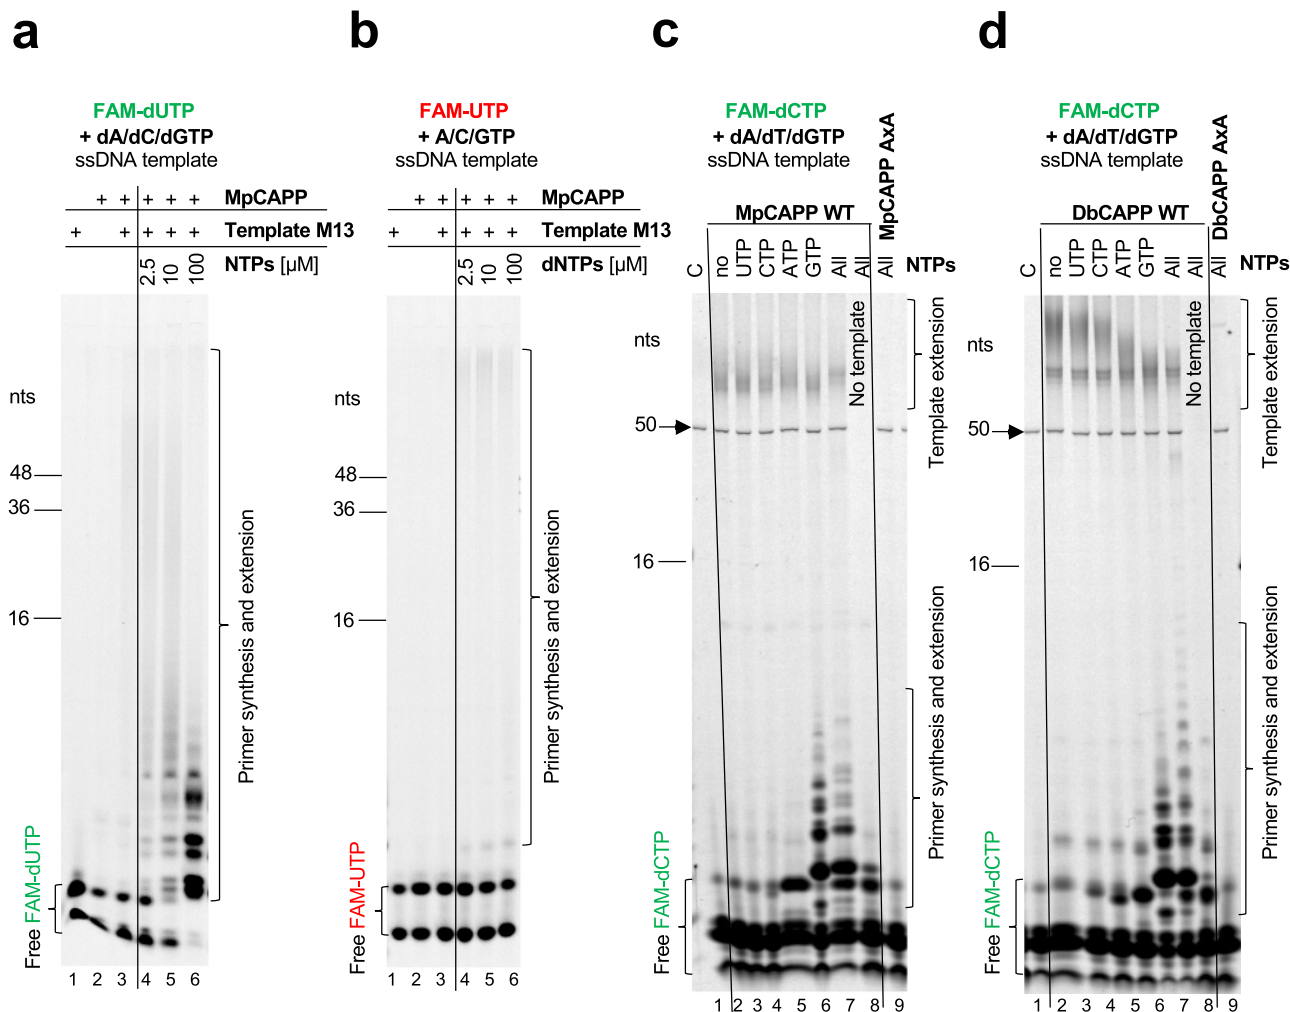 a
FAM-dUTP
+ dA/dC/dGTP
ssDNA template
+ + + + + MpCAPP
+ + + + + Template M13
2.5 10 100 NTPs [µM]
nts
48
36
16
Primer synthesis and extension
Free FAM-dUTP
1 2 3 4 5 6
b
FAM-UTP
+ A/C/GTP
ssDNA template
+ + + + + MpCAPP
+ + + + + Template M13
2.5 10 100 dNTPs [µM]
nts
48
36
16
Primer synthesis and extension
Free FAM-UTP
1 2 3 4 5 6
c
FAM-dCTP
+ dA/dT/dGTP
ssDNA template
MpCAPP WT
MpCAPP AxA
C no UTP CTP ATP GTP All All All NTPs
nts
50
16
No template
Template extension
Primer synthesis and extension
Free FAM-dCTP
1 2 3 4 5 6 7 8 9
d
FAM-dCTP
+ dA/dT/dGTP
ssDNA template
DbCAPP WT
DbCAPP AxA
C no UTP CTP ATP GTP All All All NTPs
nts
50
16
No template
Template extension
Primer synthesis and extension
Free FAM-dCTP
1 2 3 4 5 6 7 8 9